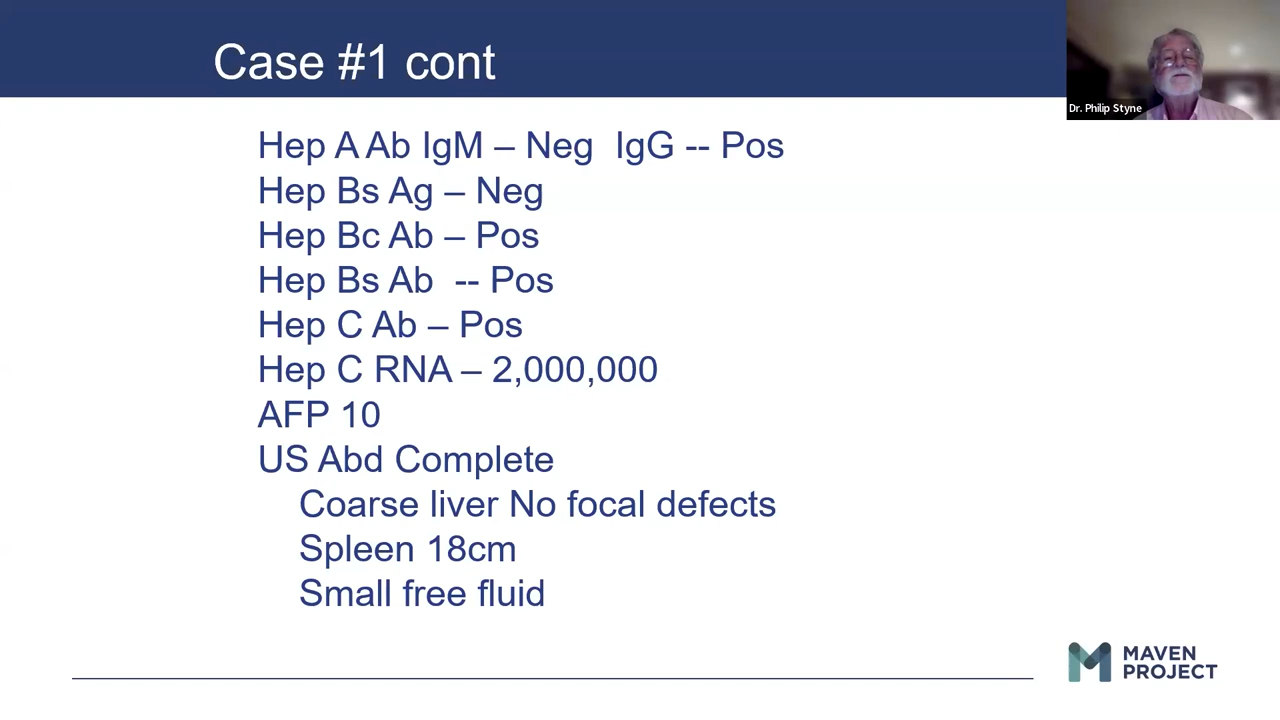 Case #1 cont
Dr. Philip Styne
Hep A Ab IgM – Neg  IgG -- Pos
Hep Bs Ag – Neg
Hep Bc Ab – Pos
Hep Bs Ab  -- Pos
Hep C Ab – Pos
Hep C RNA – 2,000,000
AFP 10
US Abd Complete
Coarse liver No focal defects
Spleen 18cm
Small free fluid
MAVEN
PROJECT